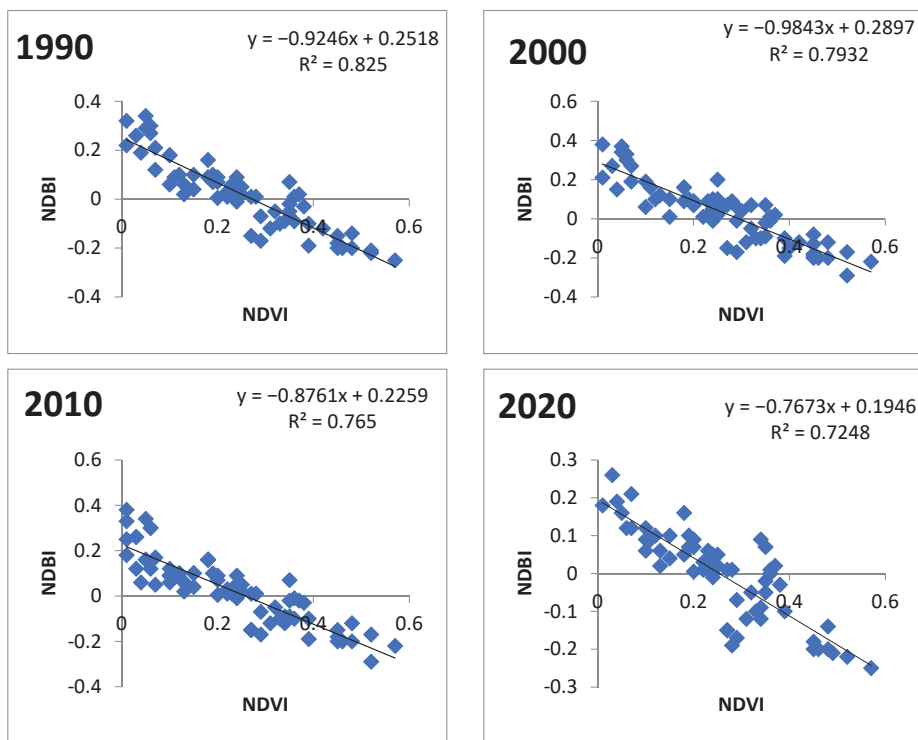 1990
y = −0.9246x + 0.2518
R² = 0.825
0.4
0.2
0
-0.2
-0.4
0 0.2 0.4 0.6
NDBI
NDVI
2000
y = −0.9843x + 0.2897
R² = 0.7932
0.6
0.4
0.2
0
-0.2
-0.4
0 0.2 0.4 0.6
NDBI
NDVI
2010
y = −0.8761x + 0.2259
R² = 0.765
0.6
0.4
0.2
0
-0.2
-0.4
0 0.2 0.4 0.6
NDBI
NDVI
2020
y = −0.7673x + 0.1946
R² = 0.7248
0.3
0.2
0.1
0
-0.1
-0.2
-0.3
0 0.2 0.4 0.6
NDBI
NDVI